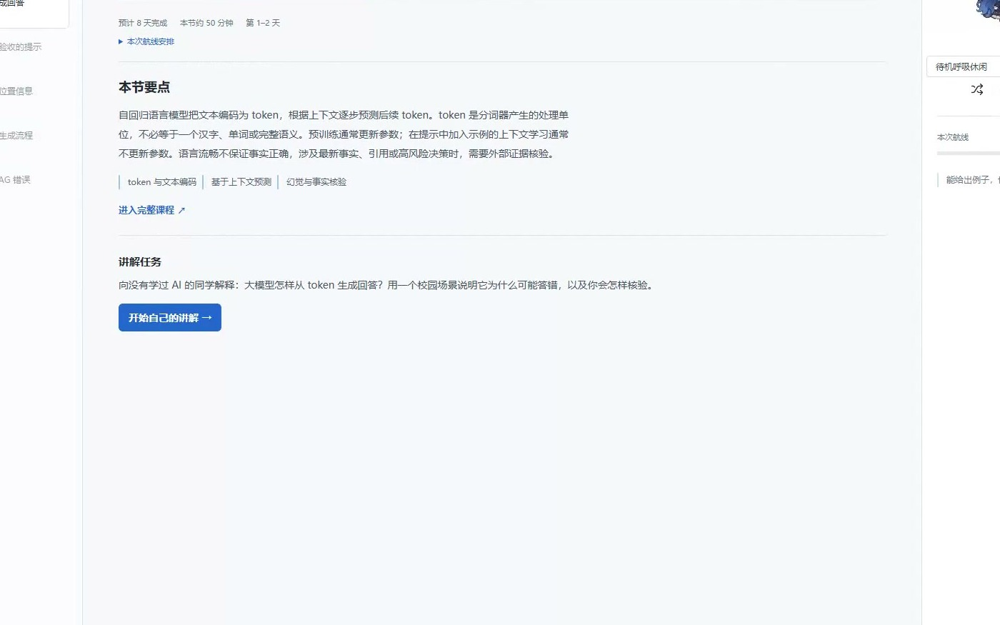 成回答
验收的提示
位置信息
生成流程
AG 错误
预计 8 天完成 本节约 50 分钟 第 1–2 天
▶ 本次航线安排
本节要点
自回归语言模型把文本编码为 token，根据上下文逐步预测后续 token。token 是分词器产生的处理单
位，不必等于一个汉字、单词或完整语义。预训练通常更新参数；在提示中加入示例的上下文学习通常
不更新参数。语言流畅不保证事实正确，涉及最新事实、引用或高风险决策时，需要外部证据核验。
token 与文本编码 基于上下文预测 幻觉与事实核验
进入完整课程 ↗
讲解任务
向没有学过 AI 的同学解释：大模型怎样从 token 生成回答？用一个校园场景说明它为什么可能答错，以及你会怎样核验。
开始自己的讲解 →
待机呼吸休闲
本次航线
能给出例子，